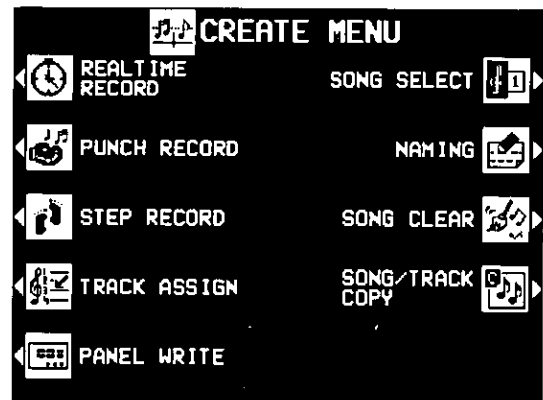 CREATE MENU
REALTIME
RECORD
SONG SELECT
1
PUNCH RECORD
NAMING
STEP RECORD
SONG CLEAR
TRACK ASSIGN
SONG/TRACK
COPY
PANEL WRITE